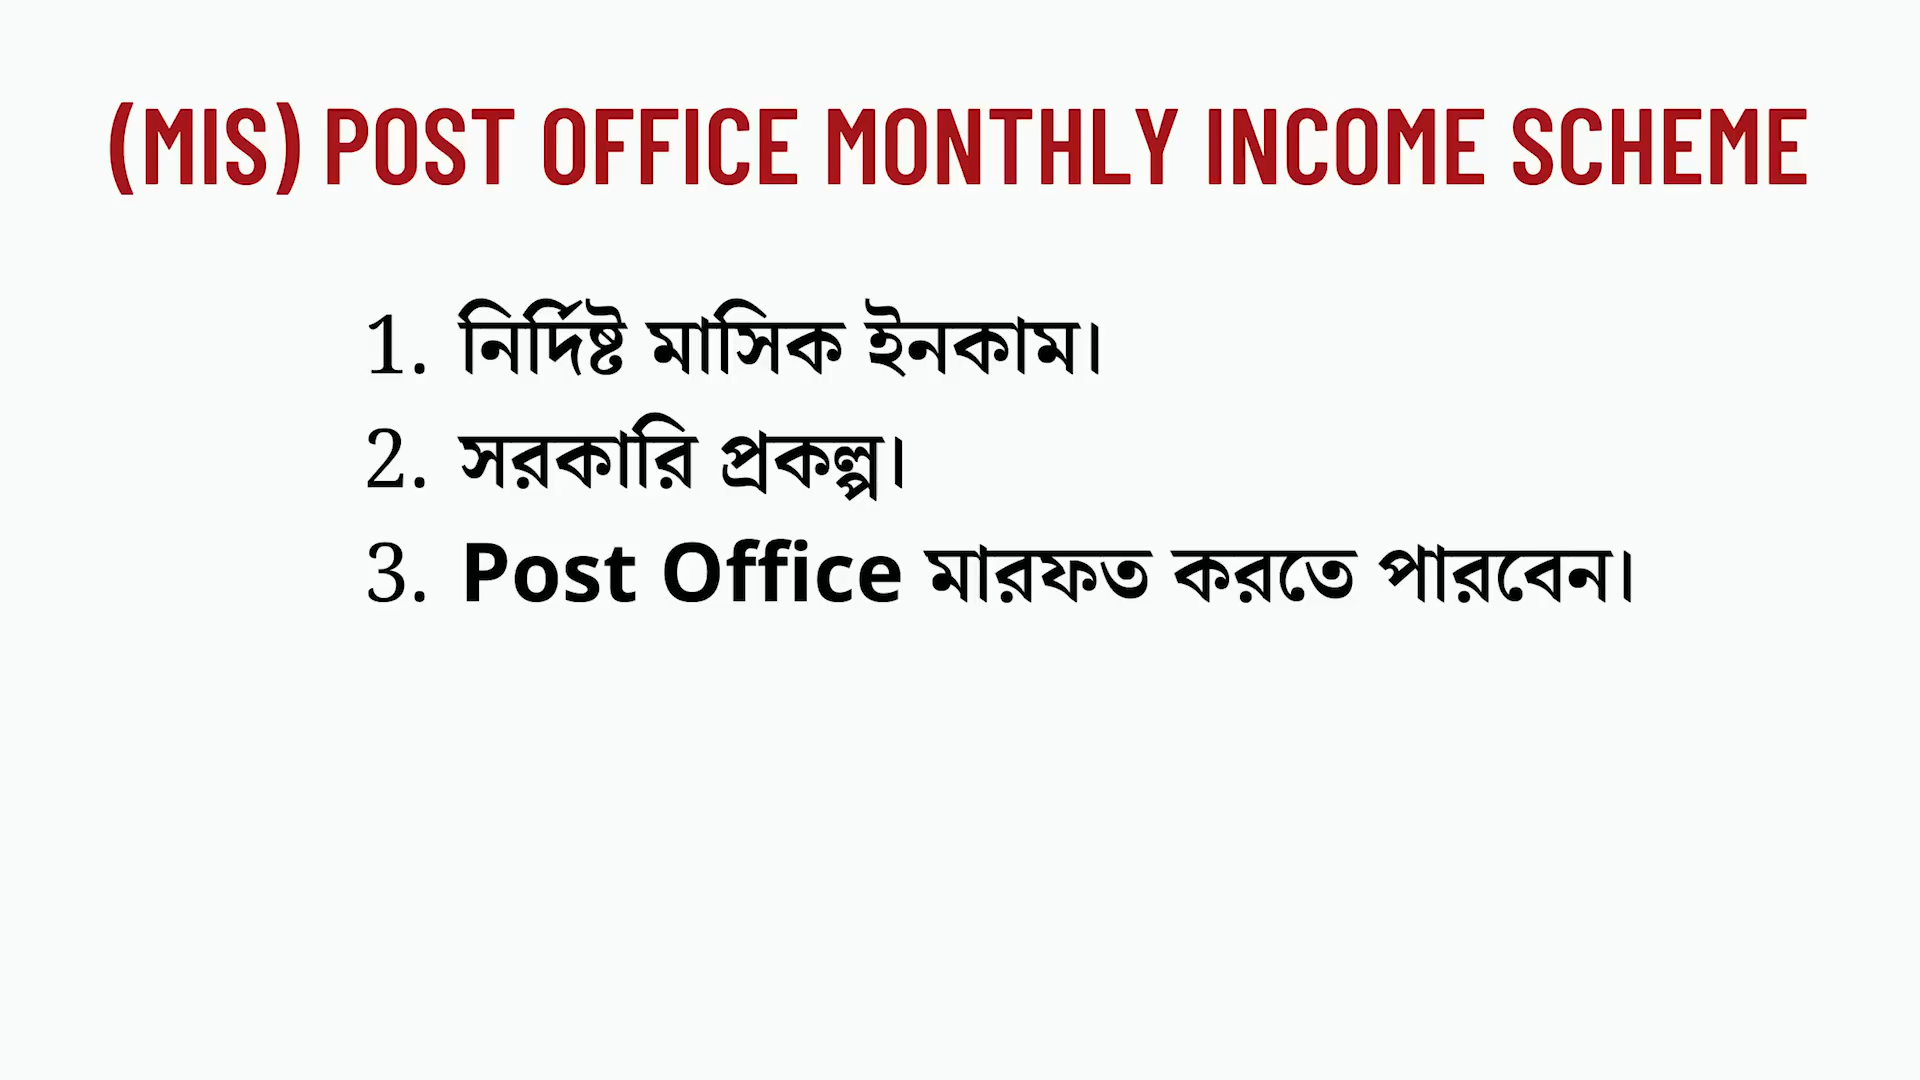 (MIS) POST OFFICE MONTHLY INCOME SCHEME
1. নির্দিষ্ট মাসিক ইনকাম।
2. সরকারি প্রকল্প।
3. Post Office মারফত করতে পারবেন।